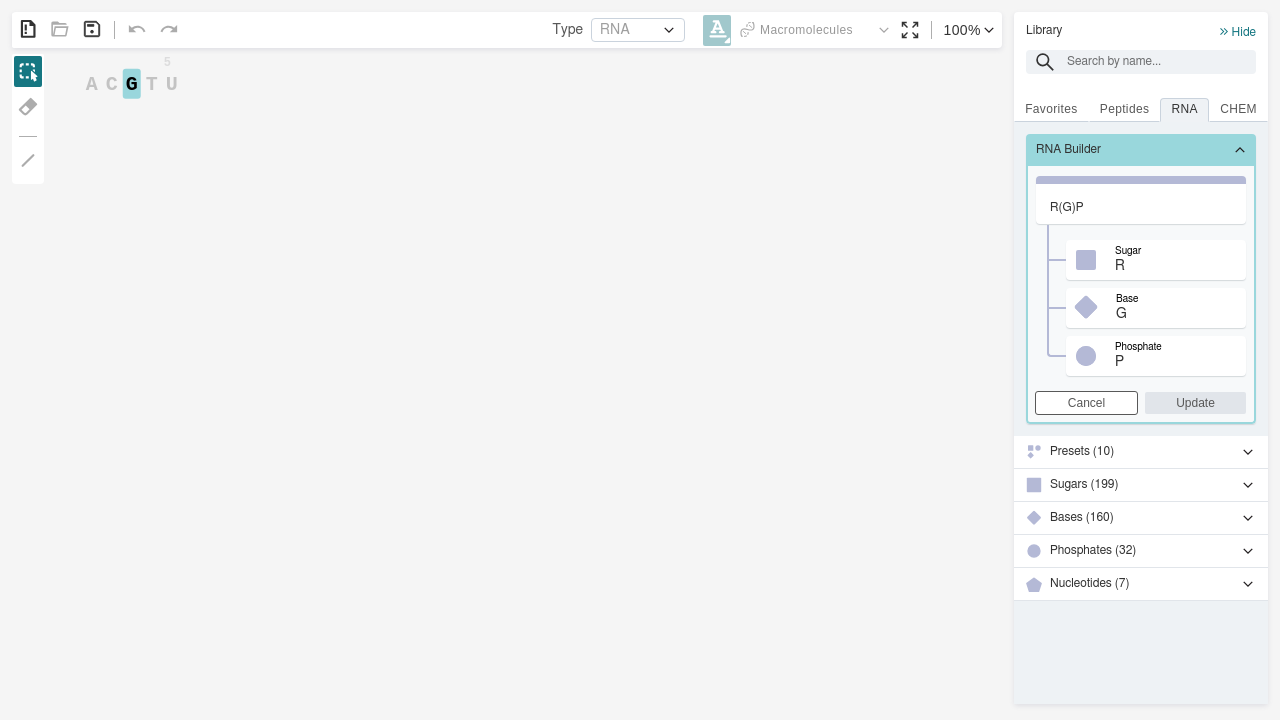 Type RNA A Macromolecules 100%
5
A C G T U
Library
Hide
Search by name...
Favorites Peptides RNA CHEM
RNA Builder
R(G)P
Sugar
R
Base
G
Phosphate
P
Cancel Update
Presets (10)
Sugars (199)
Bases (160)
Phosphates (32)
Nucleotides (7)